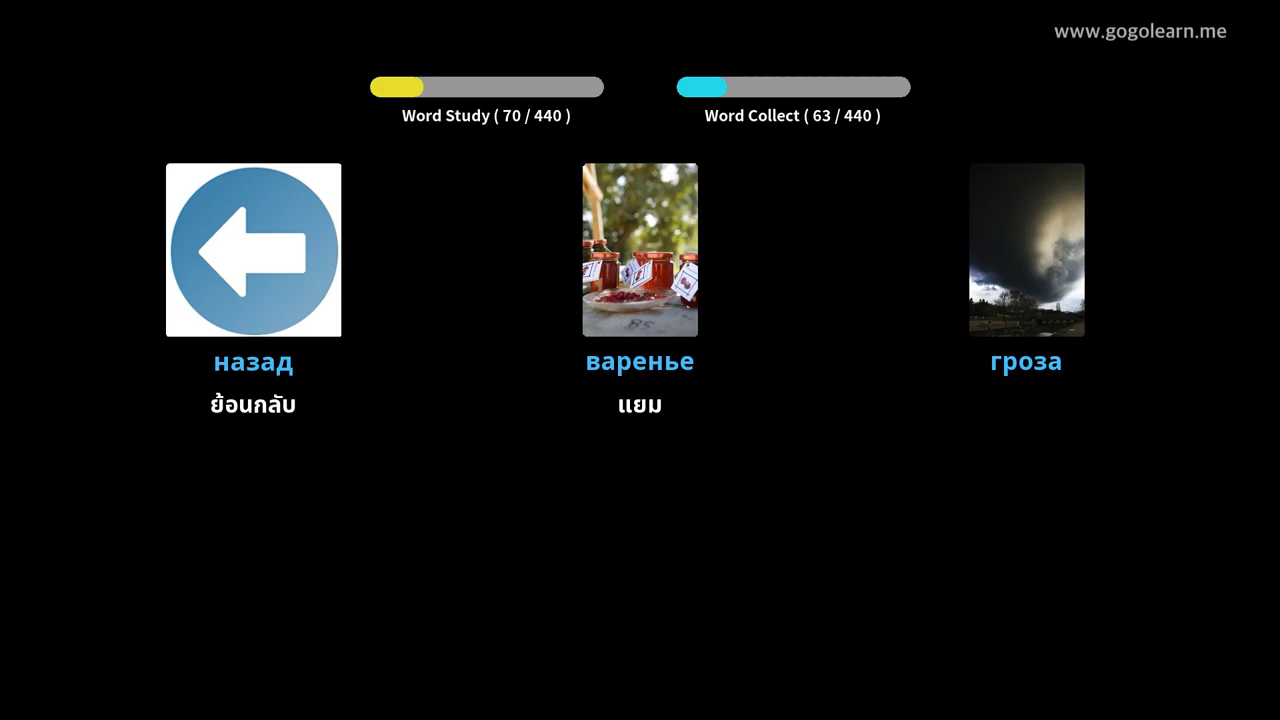 www.gogolearn.me
Word Study ( 70 / 440 )
Word Collect ( 63 / 440 )
назад
варенье
гроза
ย้อนกลับ
แยม